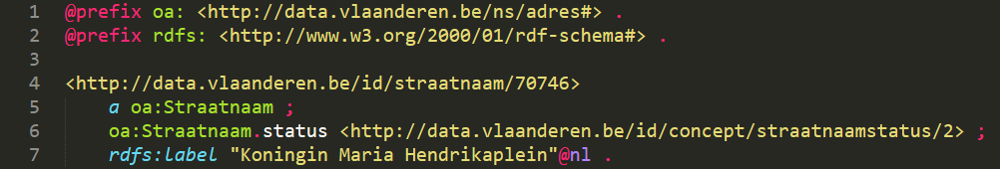 1 @prefix oa: <http://data.vlaanderen.be/ns/adres#> .
2 @prefix rdfs: <http://www.w3.org/2000/01/rdf-schema#> .
3
4 <http://data.vlaanderen.be/id/straatnaam/70746>
5 a oa:Straatnaam ;
6 oa:Straatnaam.status <http://data.vlaanderen.be/id/concept/straatnaamstatus/2> ;
7 rdfs:label "Koningin Maria Hendrikaplein"@nl .